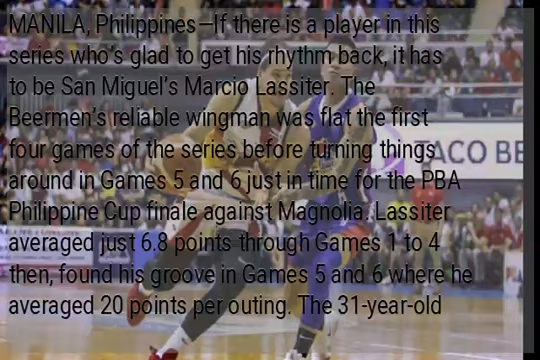 MANILA, Philippines—If there is a player in this
series who's glad to get his rhythm back, it has
to be San Miguel's Marcio Lassiter. The
Beermen's reliable wingman was flat the first
four games of the series before turning things
around in Games 5 and 6 just in time for the PBA
Philippine Cup finale against Magnolia. Lassiter
averaged just 6.8 points through Games 1 to 4
then, found his groove in Games 5 and 6 where he
averaged 20 points per outing. The 31-year-old
ACO BE